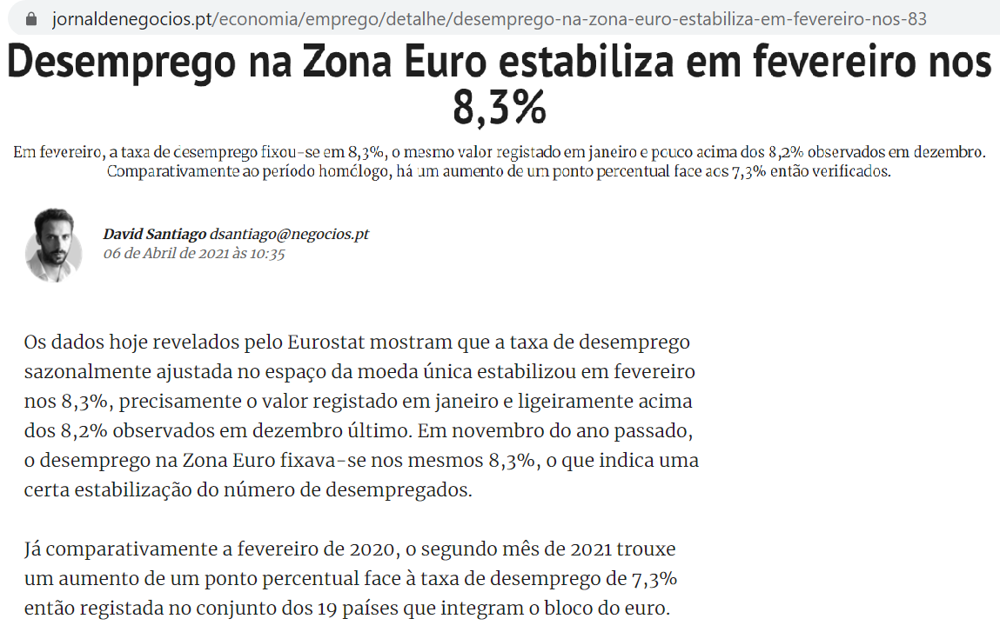 jornaldenegocios.pt/economia/emprego/detalhe/desemprego-na-zona-euro-estabiliza-em-fevereiro-nos-83
Desemprego na Zona Euro estabiliza em fevereiro nos
8,3%
Em fevereiro, a taxa de desemprego fixou-se em 8,3%, o mesmo valor registado em janeiro e pouco acima dos 8,2% observados em dezembro.
Comparativamente ao período homólogo, há um aumento de um ponto percentual face aos 7,3% então verificados.
David Santiago dsantiago@negocios.pt
06 de Abril de 2021 às 10:35
Os dados hoje revelados pelo Eurostat mostram que a taxa de desemprego
sazonalmente ajustada no espaço da moeda única estabilizou em fevereiro
nos 8,3%, precisamente o valor registado em janeiro e ligeiramente acima
dos 8,2% observados em dezembro último. Em novembro do ano passado,
o desemprego na Zona Euro fixava-se nos mesmos 8,3%, o que indica uma
certa estabilização do número de desempregados.
Já comparativamente a fevereiro de 2020, o segundo mês de 2021 trouxe
um aumento de um ponto percentual face à taxa de desemprego de 7,3%
então registada no conjunto dos 19 países que integram o bloco do euro.